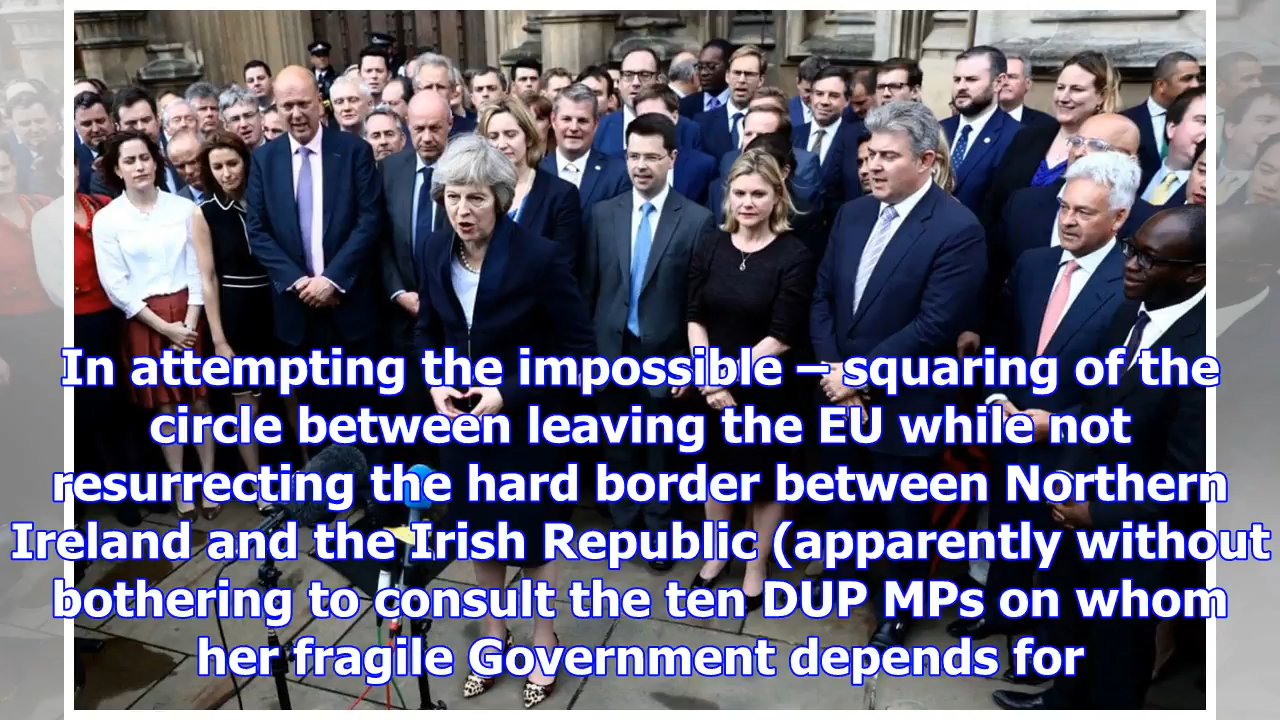 In attempting the impossible – squaring of the
circle between leaving the EU while not
resurrecting the hard border between Northern
Ireland and the Irish Republic (apparently without
bothering to consult the ten DUP MPs on whom
her fragile Government depends for